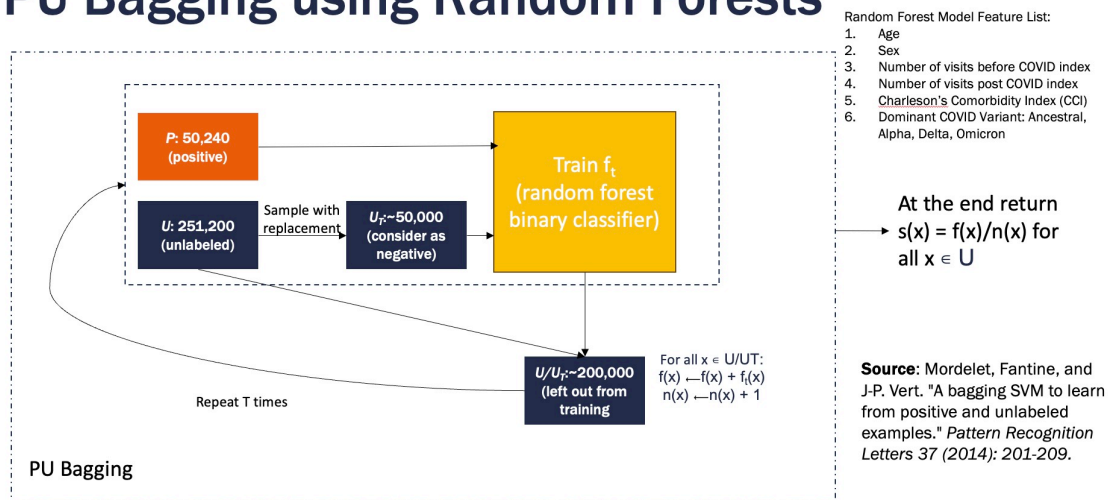 PU Bagging using Random Forests
Random Forest Model Feature List:
1. Age
2. Sex
3. Number of visits before COVID index
4. Number of visits post COVID index
5. Charleson's Comorbidity Index (CCI)
6. Dominant COVID Variant: Ancestral,
Alpha, Delta, Omicron
P: 50,240
(positive)
U: 251,200
(unlabeled)
Sample with
replacement
U_T:~50,000
(consider as
negative)
Train f_t
(random forest
binary classifier)
At the end return
s(x) = f(x)/n(x) for
all x ∈ U
U/U_T:~200,000
(left out from
training
For all x ∈ U/UT:
f(x) ←f(x) + f_t(x)
n(x) ←n(x) + 1
Repeat T times
PU Bagging
Source: Mordelet, Fantine, and
J-P. Vert. "A bagging SVM to learn
from positive and unlabeled
examples." Pattern Recognition
Letters 37 (2014): 201-209.